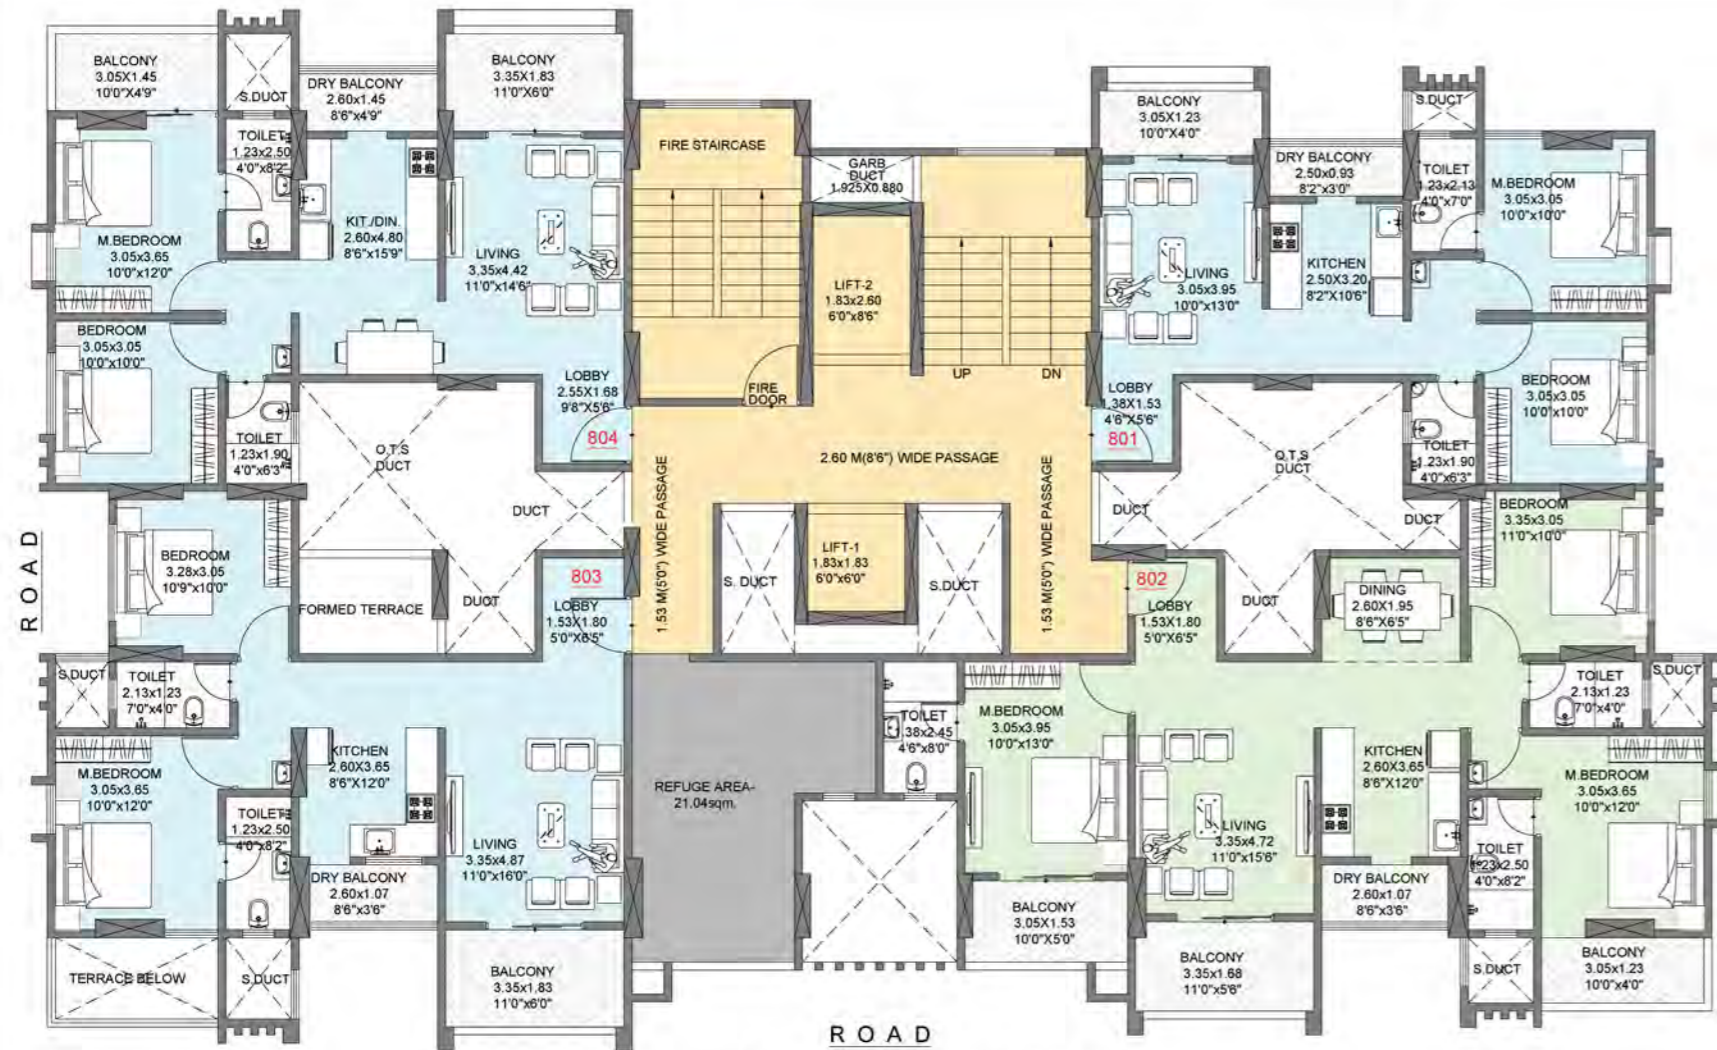 BALCONY
3.05X1.45
10'0"X4'9"
S.DUCT
DRY BALCONY
2.60x1.45
8'6"x4'9"
BALCONY
3.35X1.83
11'0"X6'0"
TOILET
1.23x2.50
4'0"x8'2"
M.BEDROOM
3.05x3.65
10'0"x12'0"
KIT./DIN.
2.60x4.80
8'6"x15'9"
LIVING
3.35x4.42
11'0"x14'6"
BEDROOM
3.05x3.05
10'0"x10'0"
TOILET
1.23x1.90
4'0"x6'3"
LOBBY
2.55X1.68
9'8"X5'6"
804
FIRE STAIRCASE
FIRE
DOOR
GARB
DUCT
1.925X0.880
LIFT-2
1.83x2.60
6'0"x8'6"
UP
DN
2.60 M(8'6") WIDE PASSAGE
1.53 M(5'0") WIDE PASSAGE
1.53 M(5'0") WIDE PASSAGE
S. DUCT
LIFT-1
1.83x1.83
6'0"x6'0"
S.DUCT
BALCONY
3.05X1.23
10'0"X4'0"
DRY BALCONY
2.50x0.93
8'2"x3'0"
S.DUCT
TOILET
1.23x2.13
4'0"x7'0"
M.BEDROOM
3.05x3.05
10'0"x10'0"
LIVING
3.05x3.95
10'0"x13'0"
KITCHEN
2.50X3.20
8'2"X10'6"
LOBBY
1.38X1.53
4'6"X5'6"
801
BEDROOM
3.05x3.05
10'0"x10'0"
TOILET
1.23x1.90
4'0"x6'3"
O.T.S
DUCT
DUCT
DUCT
DUCT
O.T.S
DUCT
DUCT
DUCT
FORMED TERRACE
ROAD
BEDROOM
3.28x3.05
10'9"x10'0"
803
LOBBY
1.53X1.80
5'0"X6'5"
S.DUCT
TOILET
2.13x1.23
7'0"x4'0"
M.BEDROOM
3.05x3.65
10'0"x12'0"
TOILET
1.23x2.50
4'0"x8'2"
KITCHEN
2.60X3.65
8'6"X12'0"
DRY BALCONY
2.60x1.07
8'6"x3'6"
LIVING
3.35x4.87
11'0"x16'0"
BALCONY
3.35x1.83
11'0"x6'0"
TERRACE BELOW
S.DUCT
REFUGE AREA-
21.04sqm.
802
LOBBY
1.53X1.80
5'0"X6'5"
DINING
2.60X1.95
8'6"X6'5"
BEDROOM
3.35x3.05
11'0"x10'0"
TOILET
2.13x1.23
7'0"x4'0"
S.DUCT
TOILET
1.38x2.45
4'6"x8'0"
M.BEDROOM
3.05x3.95
10'0"x13'0"
LIVING
3.35x4.72
11'0"x15'6"
KITCHEN
2.60X3.65
8'6"X12'0"
M.BEDROOM
3.05x3.65
10'0"x12'0"
TOILET
1.23x2.50
4'0"x8'2"
DRY BALCONY
2.60x1.07
8'6"x3'6"
BALCONY
3.05X1.53
10'0"X5'0"
BALCONY
3.35x1.68
11'0"x5'6"
S.DUCT
BALCONY
3.05x1.23
10'0"x4'0"
ROAD